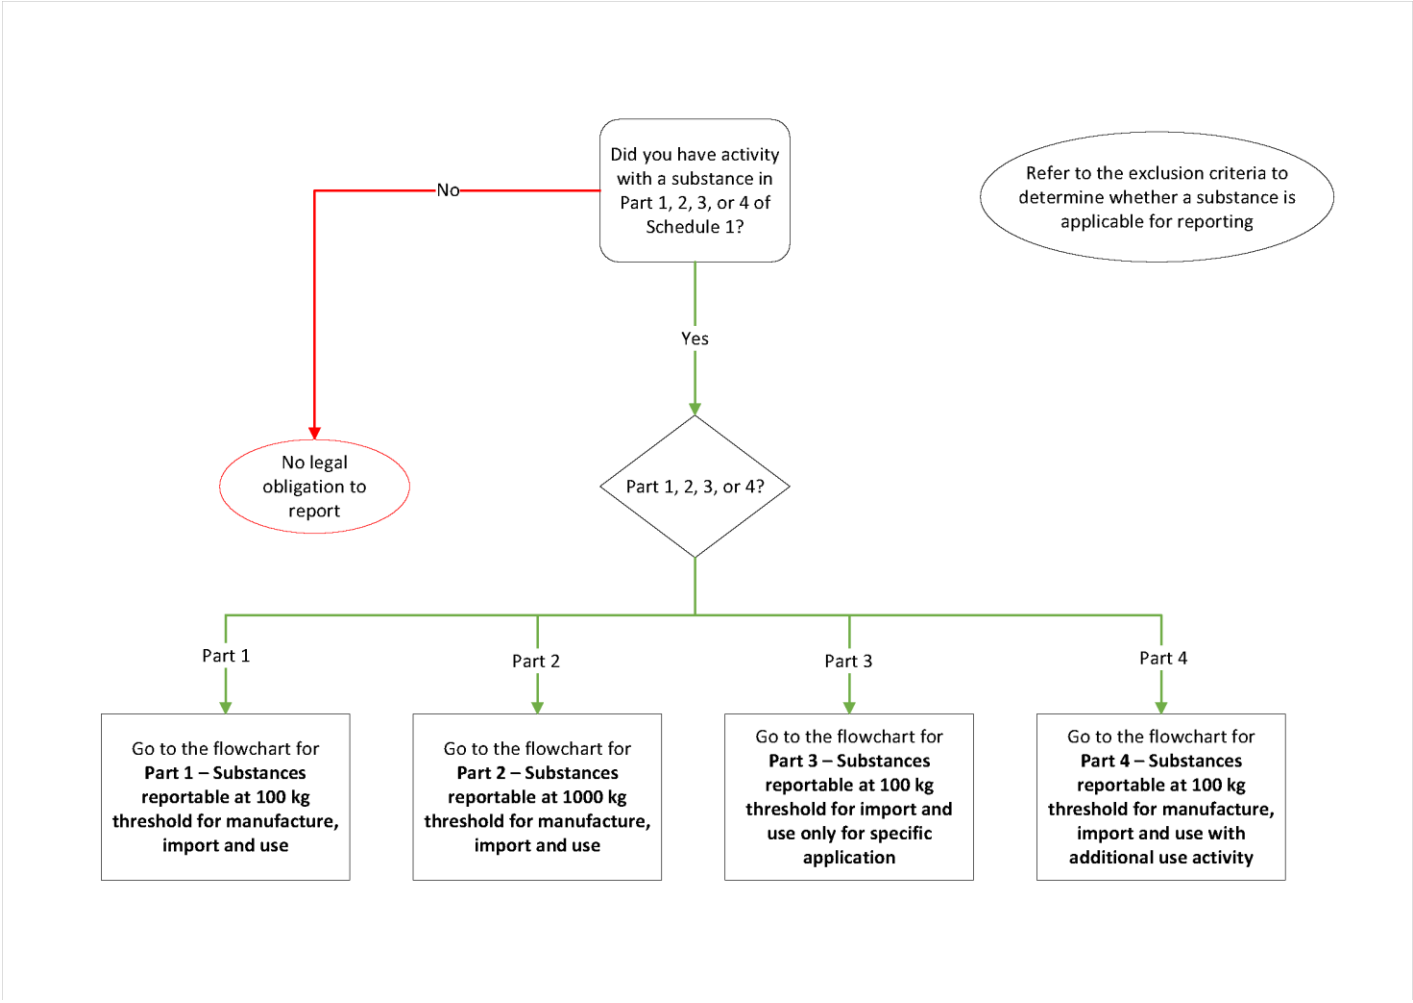 Did you have activity
with a substance in
Part 1, 2, 3, or 4 of
Schedule 1?
Refer to the exclusion criteria to
determine whether a substance is
applicable for reporting
No
Yes
No legal
obligation to
report
Part 1, 2, 3, or 4?
Part 1
Part 2
Part 3
Part 4
Go to the flowchart for
Part 1 – Substances
reportable at 100 kg
threshold for manufacture,
import and use
Go to the flowchart for
Part 2 – Substances
reportable at 1000 kg
threshold for manufacture,
import and use
Go to the flowchart for
Part 3 – Substances
reportable at 100 kg
threshold for import and
use only for specific
application
Go to the flowchart for
Part 4 – Substances
reportable at 100 kg
threshold for manufacture,
import and use with
additional use activity